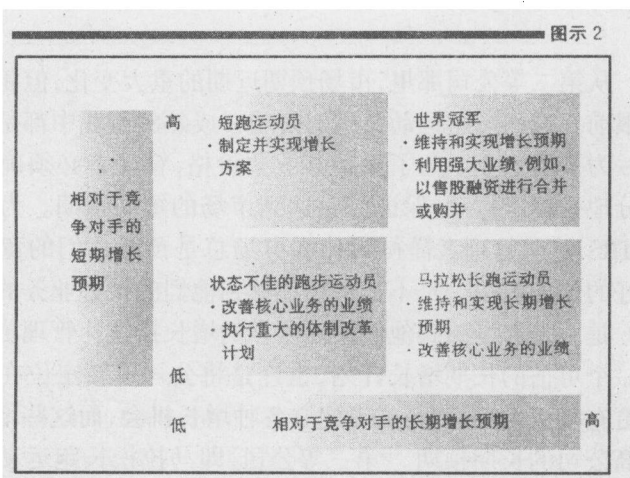 图示 2
高
短跑运动员
· 制定并实现增长
方案
世界冠军
· 维持和实现增长预期
· 利用强大业绩,例如,
以售股融资进行合并
或购并
相对于竞
争对手的
短期增长
预期
状态不佳的跑步运动员
· 改善核心业务的业绩
· 执行重大的体制改革
计划
马拉松长跑运动员
· 维持和实现长期增长
预期
· 改善核心业务的业绩
低
低
相对于竞争对手的长期增长预期
高